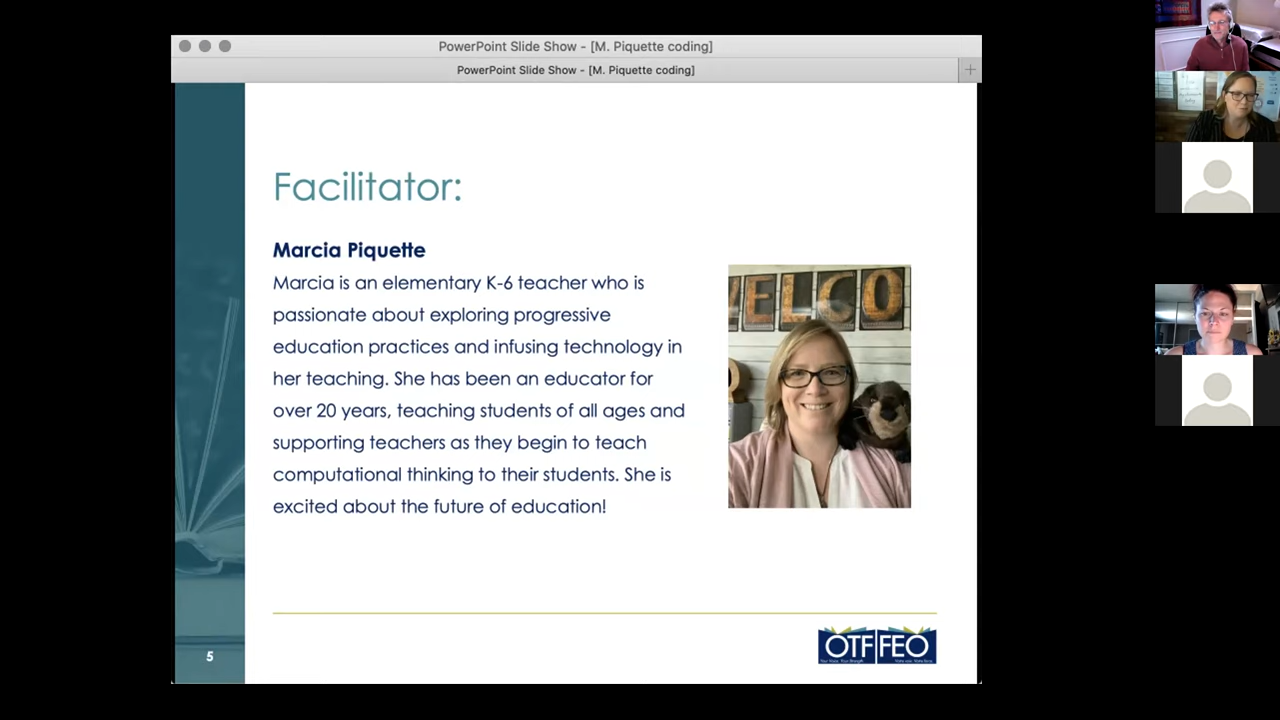 PowerPoint Slide Show - [M. Piquette coding]
PowerPoint Slide Show - [M. Piquette coding]
Facilitator:
Marcia Piquette
Marcia is an elementary K-6 teacher who is
passionate about exploring progressive
education practices and infusing technology in
her teaching. She has been an educator for
over 20 years, teaching students of all ages and
supporting teachers as they begin to teach
computational thinking to their students. She is
excited about the future of education!
WELCO
OTF FEO
5